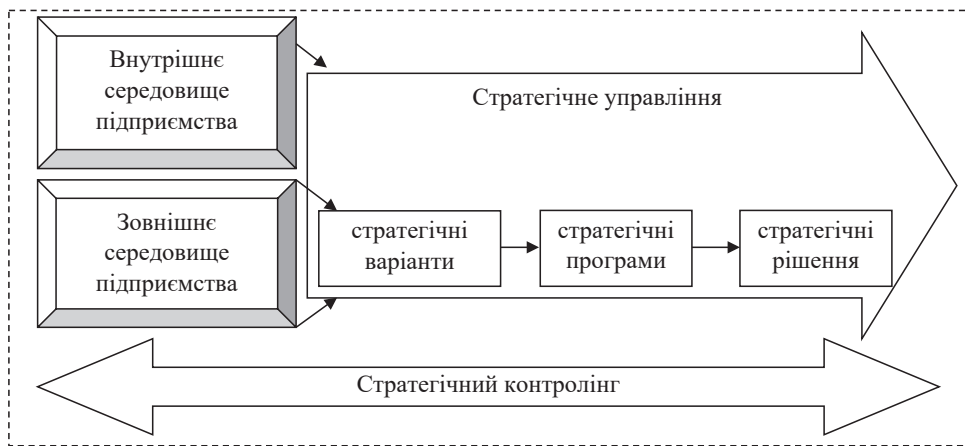 Внутрішнє
середовище
підприємства
Стратегічне управління
Зовнішнє
середовище
підприємства
стратегічні
варіанти
стратегічні
програми
стратегічні
рішення
Стратегічний контролінг